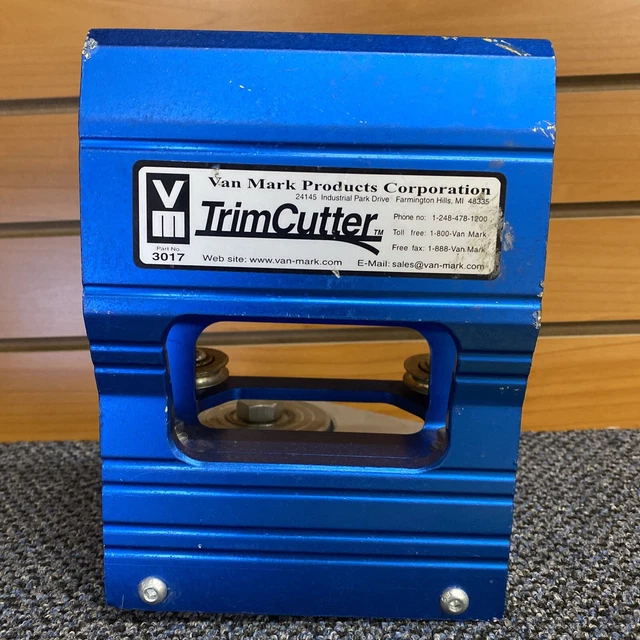 VM
Van Mark Products Corporation
24145 Industrial Park Drive Farmington Hills, MI 48335
TrimCutter™
Phone no: 1-248-478-1200
Toll free: 1-800-Van Mark
Free fax: 1-888-Van.Mark
Part No.
3017
Web site: www.van-mark.com E-Mail: sales@van-mark.com